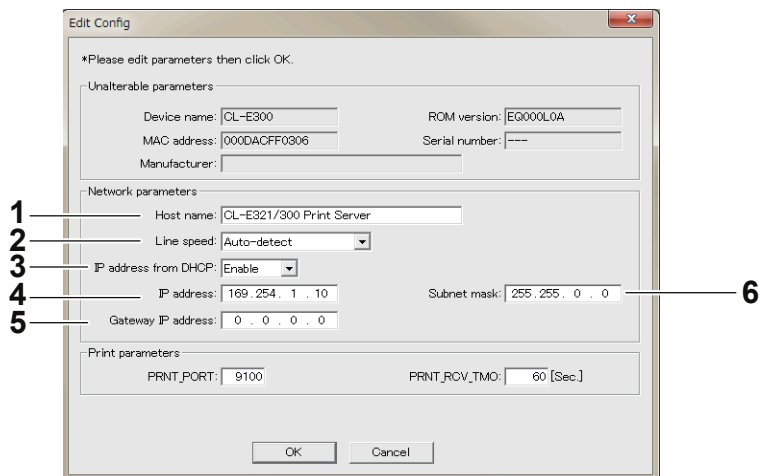 Edit Config
*Please edit parameters then click OK.
Unalterable parameters
Device name: CL-E300 ROM version: EQ000L0A
MAC address: 000DACFF0306 Serial number: ---
Manufacturer:
Network parameters
1 Host name: CL-E321/300 Print Server
2 Line speed: Auto-detect
3 IP address from DHCP: Enable
4 IP address: 169.254. 1 . 10 Subnet mask: 255.255. 0 . 0 6
5 Gateway IP address: 0 . 0 . 0 . 0
Print parameters
PRNT_PORT: 9100 PRNT_RCV_TMO: 60 [Sec.]
OK Cancel